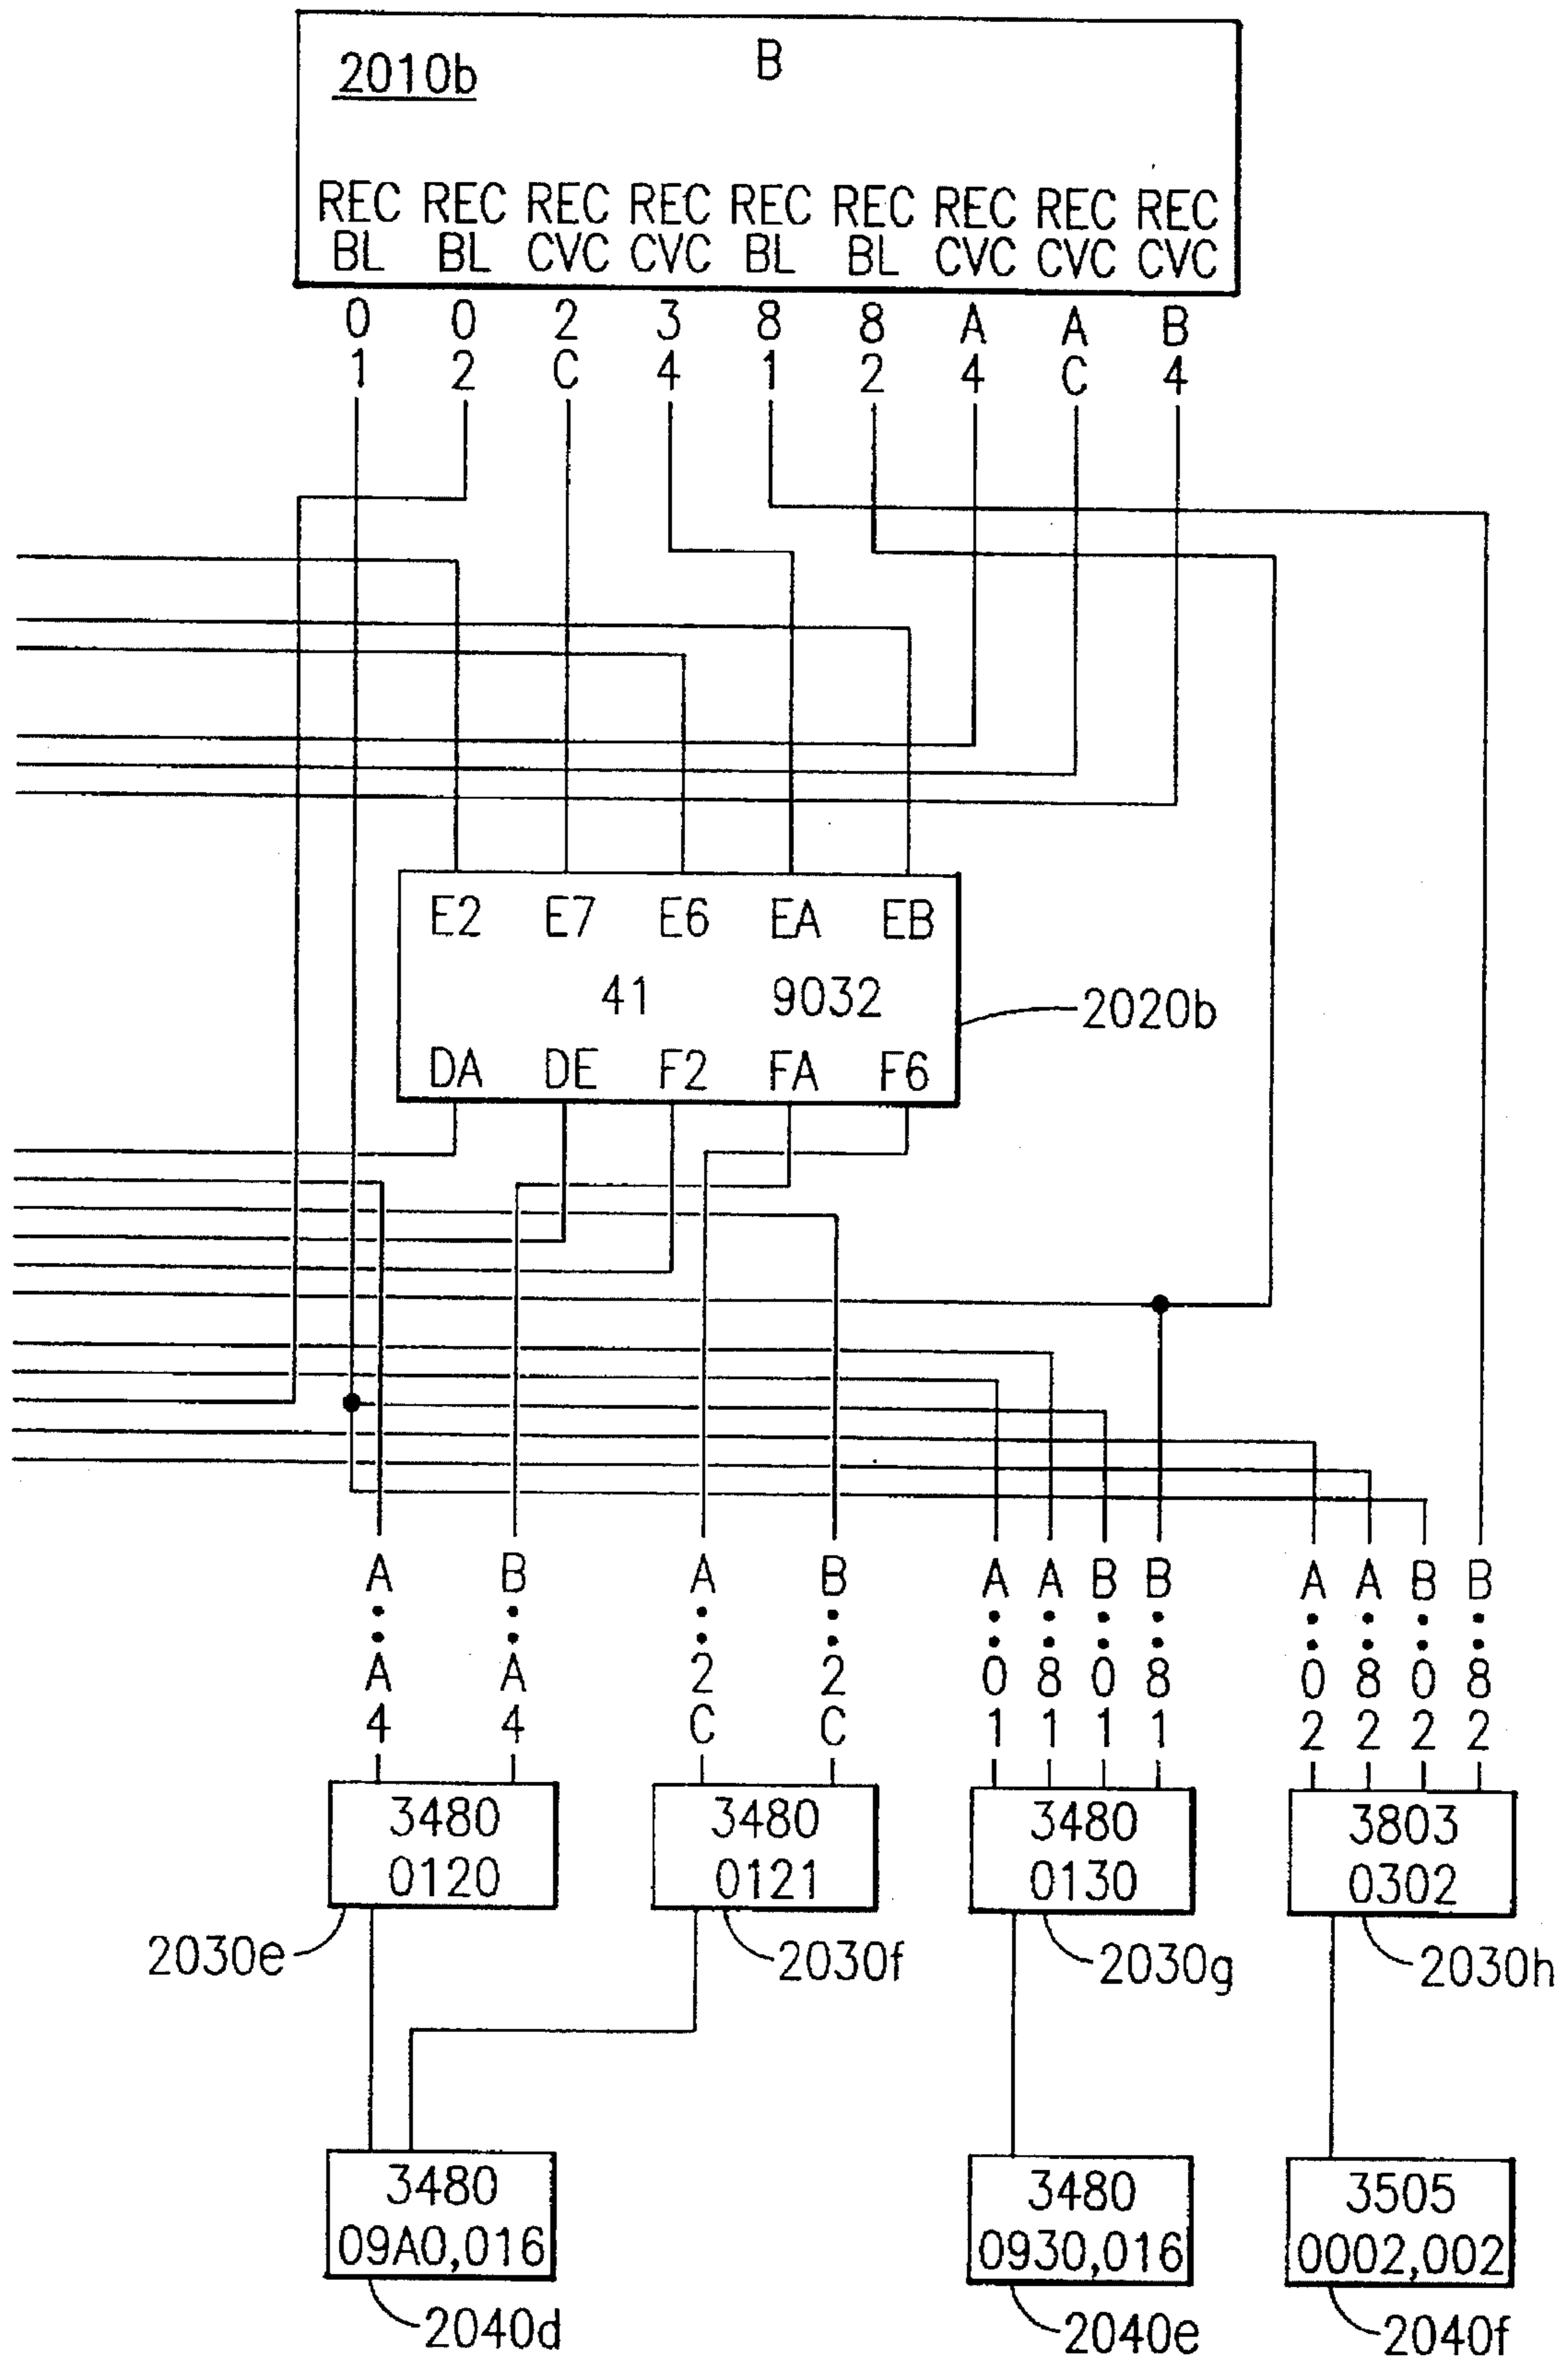 2010b B
REC REC REC REC REC REC REC REC REC
BL BL CVC CVC BL BL CVC CVC CVC
0 0 2 3 8 8 A A B
1 2 C 4 1 2 4 C 4
E2 E7 E6 EA EB
41 9032
2020b
DA DE F2 FA F6
A B A B A A B B A A B B
• • • • • • • • • • • •
• • • • • • • • • • • •
A A 2 2 0 8 0 8 0 8 0 8
4 4 C C 1 1 1 1 2 2 2 2
3480 3480 3480 3803
0120 0121 0130 0302
2030e 2030f 2030g 2030h
3480 3480 3505
09A0,016 0930,016 0002,002
2040d 2040e 2040f